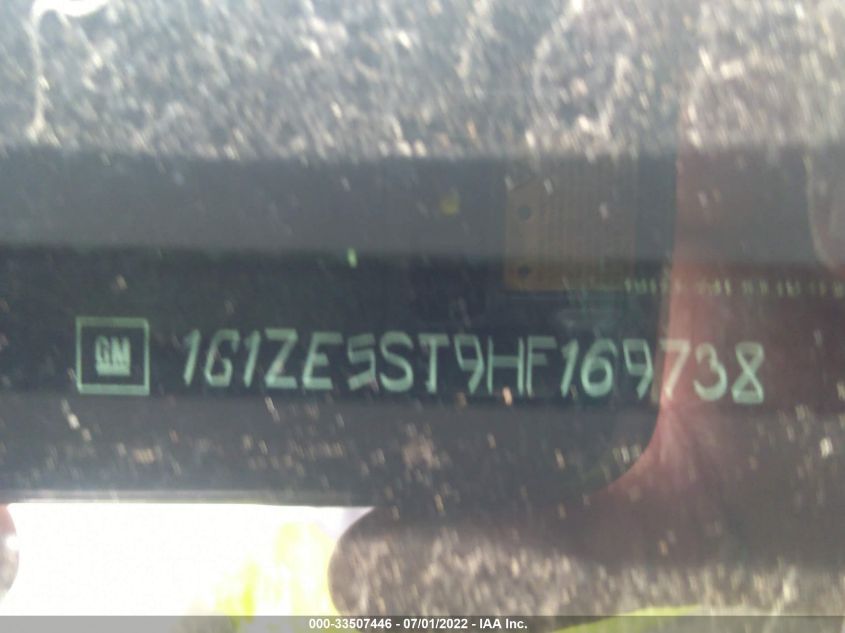 GM 1G1ZE5ST9HF169738
000-33507446 - 07/01/2022 - IAA Inc.